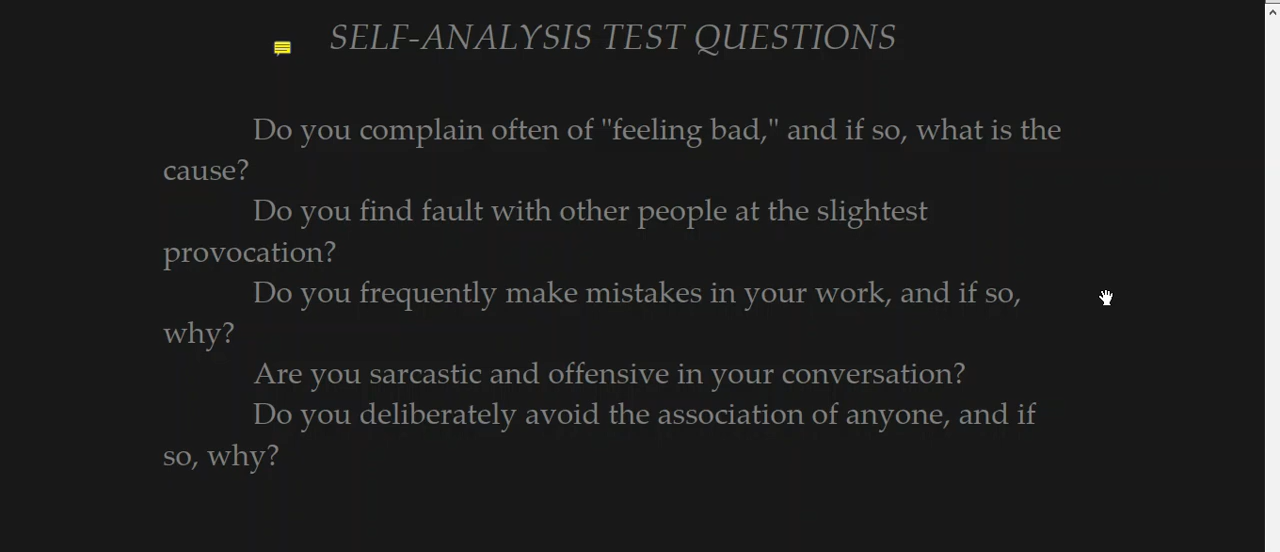 SELF-ANALYSIS TEST QUESTIONS
Do you complain often of "feeling bad," and if so, what is the
cause?
Do you find fault with other people at the slightest
provocation?
Do you frequently make mistakes in your work, and if so,
why?
Are you sarcastic and offensive in your conversation?
Do you deliberately avoid the association of anyone, and if
so, why?